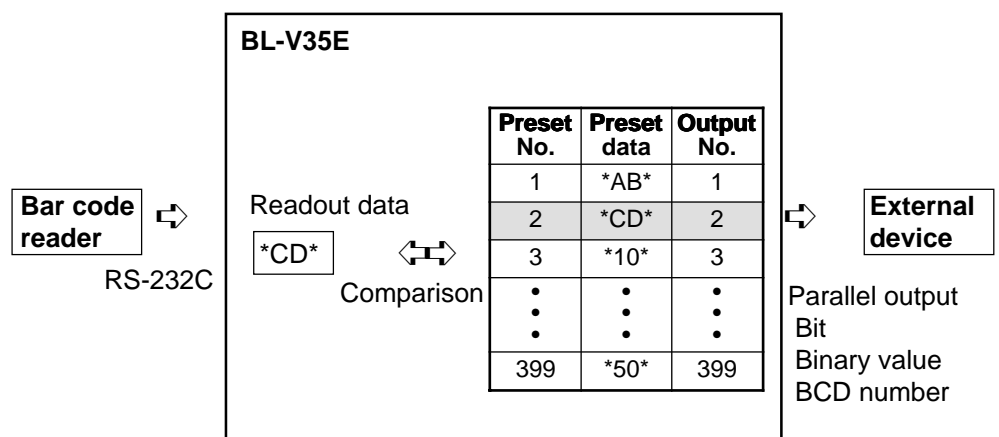 BL-V35E
Bar code
reader
RS-232C
Readout data
*CD*
Comparison
Preset No. Preset data Output No.
1 *AB* 1
2 *CD* 2
3 *10* 3
399 *50* 399
External
device
Parallel output
Bit
Binary value
BCD number